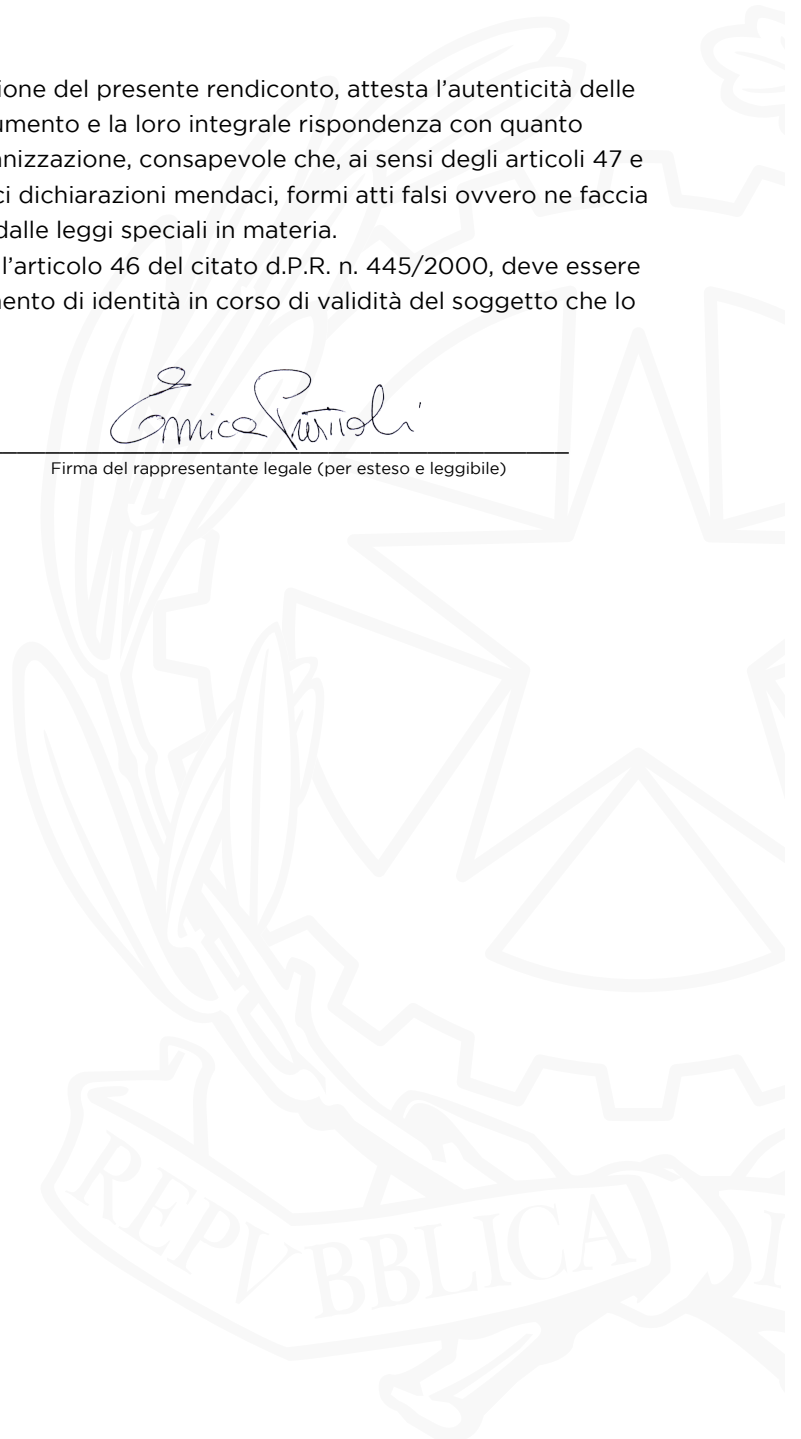 ione del presente rendiconto, attesta l’autenticità delle
umento e la loro integrale rispondenza con quanto
anizzazione, consapevole che, ai sensi degli articoli 47 e
ci dichiarazioni mendaci, formi atti falsi ovvero ne faccia
dalle leggi speciali in materia.
l’articolo 46 del citato d.P.R. n. 445/2000, deve essere
mento di identità in corso di validità del soggetto che lo
Firma del rappresentante legale (per esteso e leggibile)
REPVBBLICA I